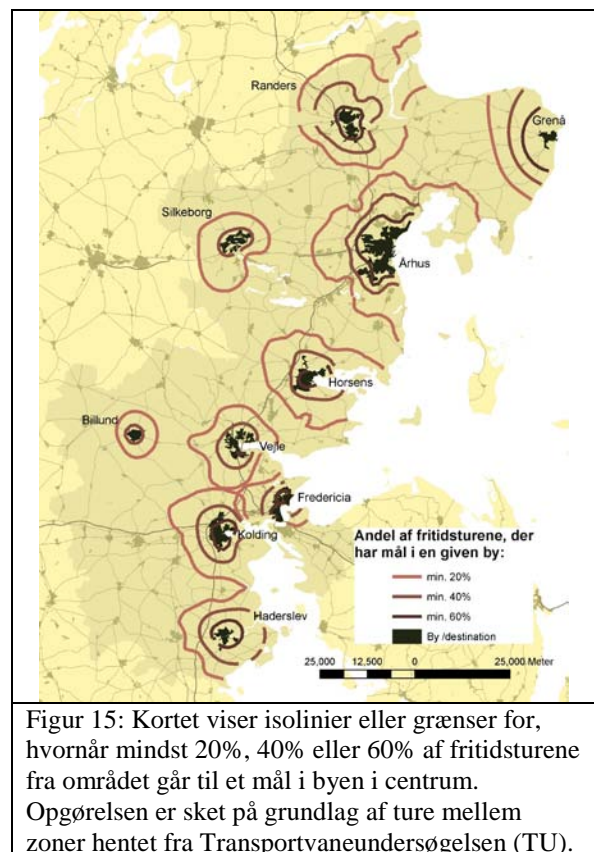 Randers
Grenå
Silkeborg
Århus
Horsens
Billund
Vejle
Fredericia
Andel af fritidsturene, der
har mål i en given by:
min. 20%
Kolding
min. 40%
min. 60%
Haderslev
By /destination
25,000 12,500 0 25,000 Meter
Figur 15: Kortet viser isolinier eller grænser for,
hvornår mindst 20%, 40% eller 60% af fritidsturene
fra området går til et mål i byen i centrum.
Opgørelsen er sket på grundlag af ture mellem
zoner hentet fra Transportvaneundersøgelsen (TU).